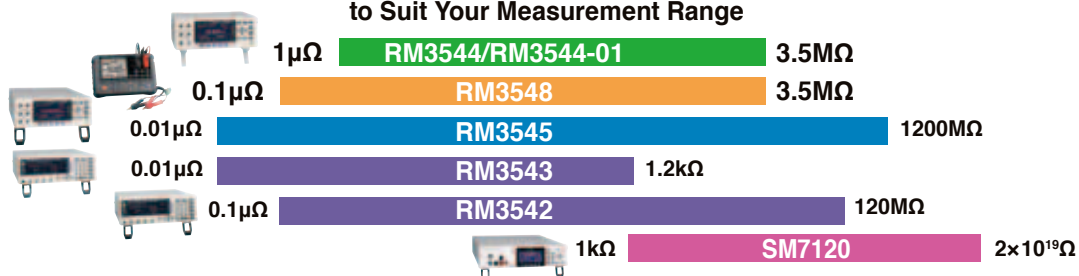 to Suit Your Measurement Range
1µΩ RM3544/RM3544-01 3.5MΩ
0.1µΩ RM3548 3.5MΩ
0.01µΩ RM3545 1200MΩ
0.01µΩ RM3543 1.2kΩ
0.1µΩ RM3542 120MΩ
1kΩ SM7120 2×10¹⁹Ω